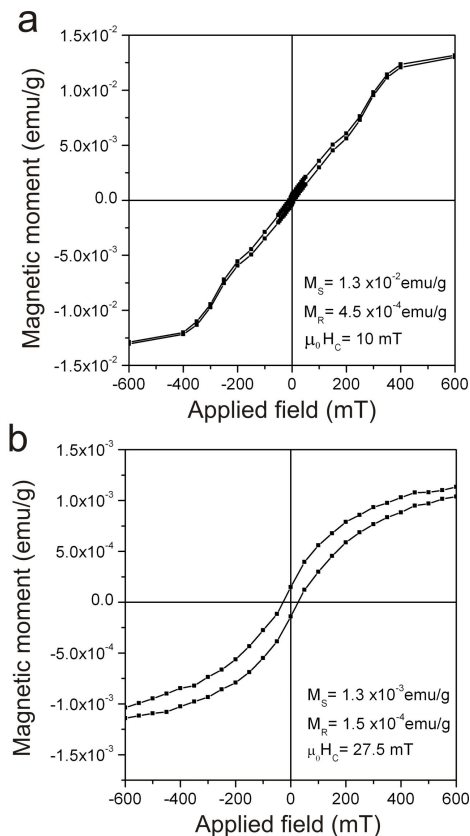 a
Magnetic moment (emu/g)
1.5x10⁻²
1.0x10⁻²
5.0x10⁻³
0.0
-5.0x10⁻³
-1.0x10⁻²
-1.5x10⁻²
M_S= 1.3 x10⁻²emu/g
M_R= 4.5 x10⁻⁴emu/g
μ₀H_C= 10 mT
-600 -400 -200 0 200 400 600
Applied field (mT)
b
Magnetic moment (emu/g)
1.5x10⁻³
1.0x10⁻³
5.0x10⁻⁴
0.0
-5.0x10⁻⁴
-1.0x10⁻³
-1.5x10⁻³
M_S= 1.3 x10⁻³emu/g
M_R= 1.5 x10⁻⁴emu/g
μ₀H_C= 27.5 mT
-600 -400 -200 0 200 400 600
Applied field (mT)